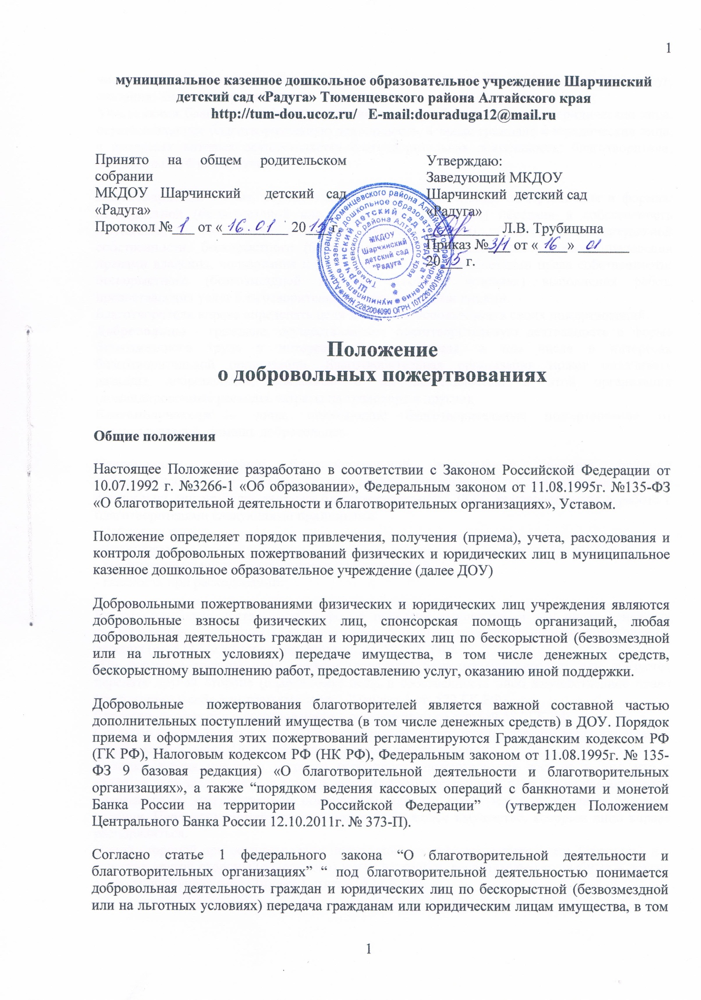 1
муниципальное казенное дошкольное образовательное учреждение Шарчинский
детский сад «Радуга» Тюменцевского района Алтайского края
http://tum-dou.ucoz.ru/ E-mail:douraduga12@mail.ru
Принято на общем родительском
собрании
МКДОУ Шарчинский детский сад
«Радуга»
Протокол № 1 от « 16.01 20 15 г.
Утверждаю:
Заведующий МКДОУ
Шарчинский детский сад
«Радуга»
Л.В. Трубицына
Приказ № 3/1 от « 16 » 01
20 15 г.
Администрация Тюменцевского района Алтайского края
ИНН 2282004090 ОГРН 1072261001856
муниципальное казенное дошкольное образовательное учреждение
Шарчинский детский сад "Радуга"
Тюменцевского района Алтайского края
МКДОУ
Шарчинский
детский сад
"Радуга"
Положение
о добровольных пожертвованиях
Общие положения
Настоящее Положение разработано в соответствии с Законом Российской Федерации от
10.07.1992 г. №3266-1 «Об образовании», Федеральным законом от 11.08.1995г. №135-ФЗ
«О благотворительной деятельности и благотворительных организациях», Уставом.
Положение определяет порядок привлечения, получения (приема), учета, расходования и
контроля добровольных пожертвований физических и юридических лиц в муниципальное
казенное дошкольное образовательное учреждение (далее ДОУ)
Добровольными пожертвованиями физических и юридических лиц учреждения являются
добровольные взносы физических лиц, спонсорская помощь организаций, любая
добровольная деятельность граждан и юридических лиц по бескорыстной (безвозмездной
или на льготных условиях) передаче имущества, в том числе денежных средств,
бескорыстному выполнению работ, предоставлению услуг, оказанию иной поддержки.
Добровольные пожертвования благотворителей является важной составной частью
дополнительных поступлений имущества (в том числе денежных средств) в ДОУ. Порядок
приема и оформления этих пожертвований регламентируются Гражданским кодексом РФ
(ГК РФ), Налоговым кодексом РФ (НК РФ), Федеральным законом от 11.08.1995г. № 135-
ФЗ 9 базовая редакция) «О благотворительной деятельности и благотворительных
организациях», а также “порядком ведения кассовых операций с банкнотами и монетой
Банка России на территории Российской Федерации” (утвержден Положением
Центрального Банка России 12.10.2011г. № 373-П).
Согласно статье 1 федерального закона “О благотворительной деятельности и
благотворительных организациях” “ под благотворительной деятельностью понимается
добровольная деятельность граждан и юридических лиц по бескорыстной (безвозмездной
или на льготных условиях) передача гражданам или юридическим лицам имущества, в том
1